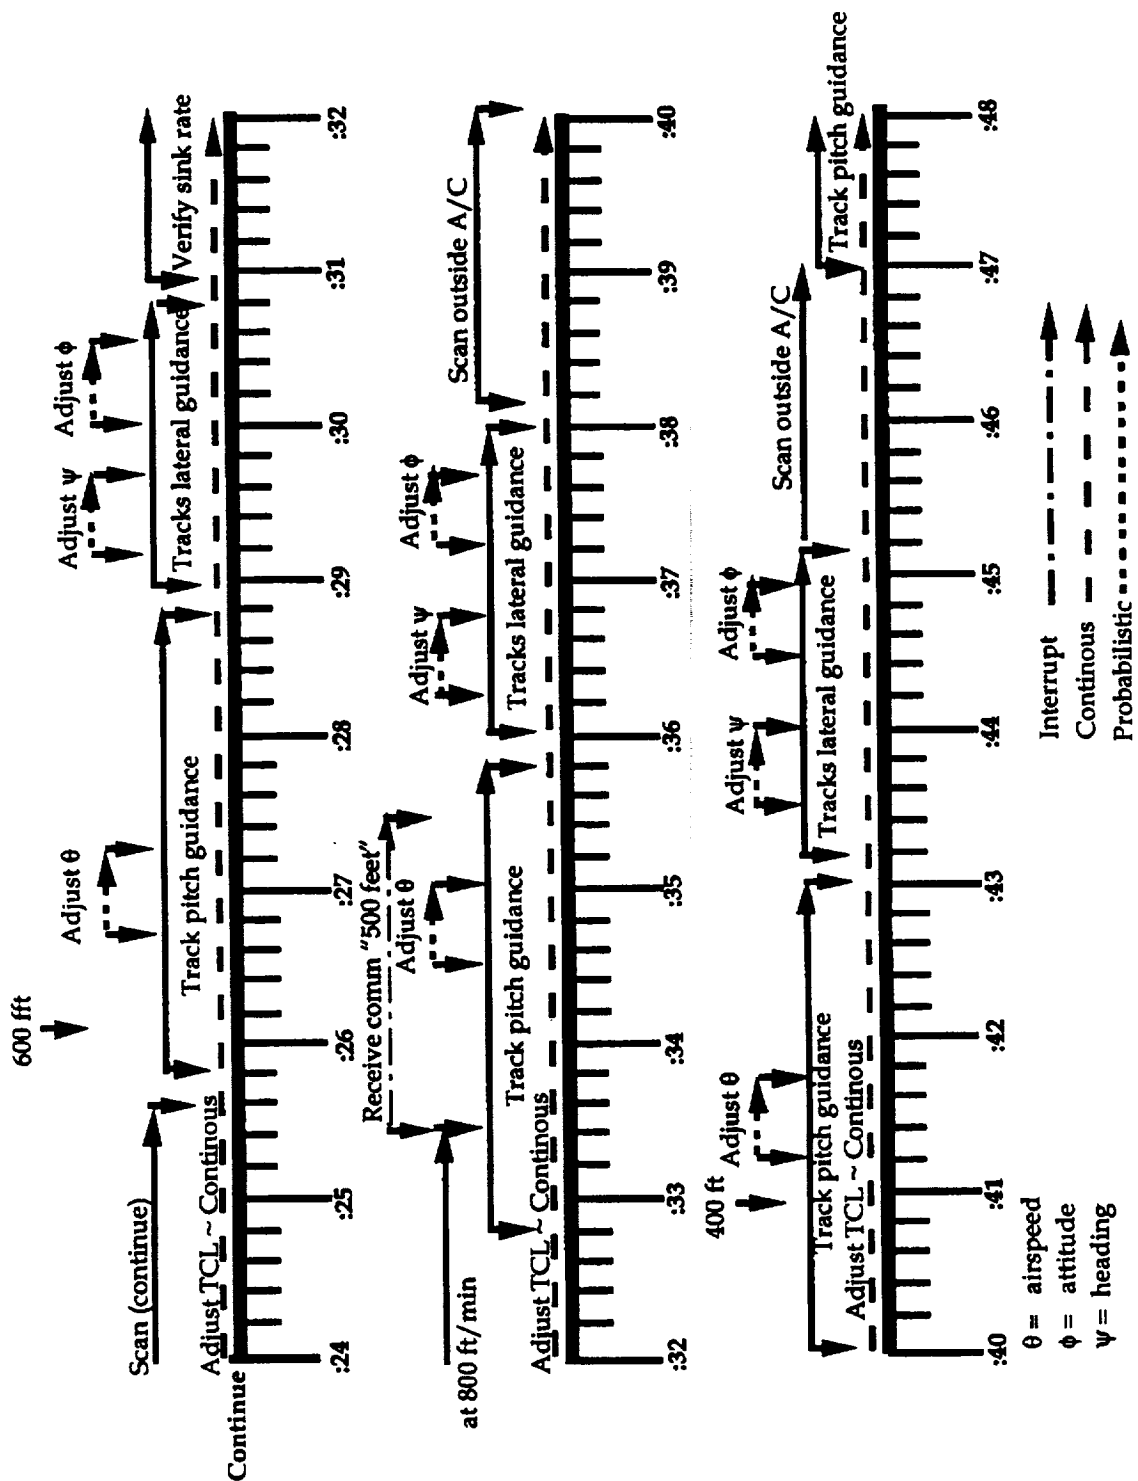 600 fft
Adjust θ
Adjust ψ
Adjust ϕ
Scan (continue)
Track pitch guidance
Tracks lateral guidance
Verify sink rate
Adjust TCL ~ Continous
Continue
:24
:25
:26
:27
:28
:29
:30
:31
:32
Receive comm "500 feet"
Adjust θ
Adjust ψ
Adjust ϕ
at 800 ft/min
Scan outside A/C
Track pitch guidance
Tracks lateral guidance
Adjust TCL ~ Continous
:32
:33
:34
:35
:36
:37
:38
:39
:40
400 ft
Adjust θ
Adjust ψ
Adjust ϕ
Scan outside A/C
Track pitch guidance
Tracks lateral guidance
Track pitch guidance
Adjust TCL ~ Continous
:40
:41
:42
:43
:44
:45
:46
:47
:48
θ = airspeed
ϕ = attitude
ψ = heading
Interrupt
Continous
Probabilistic